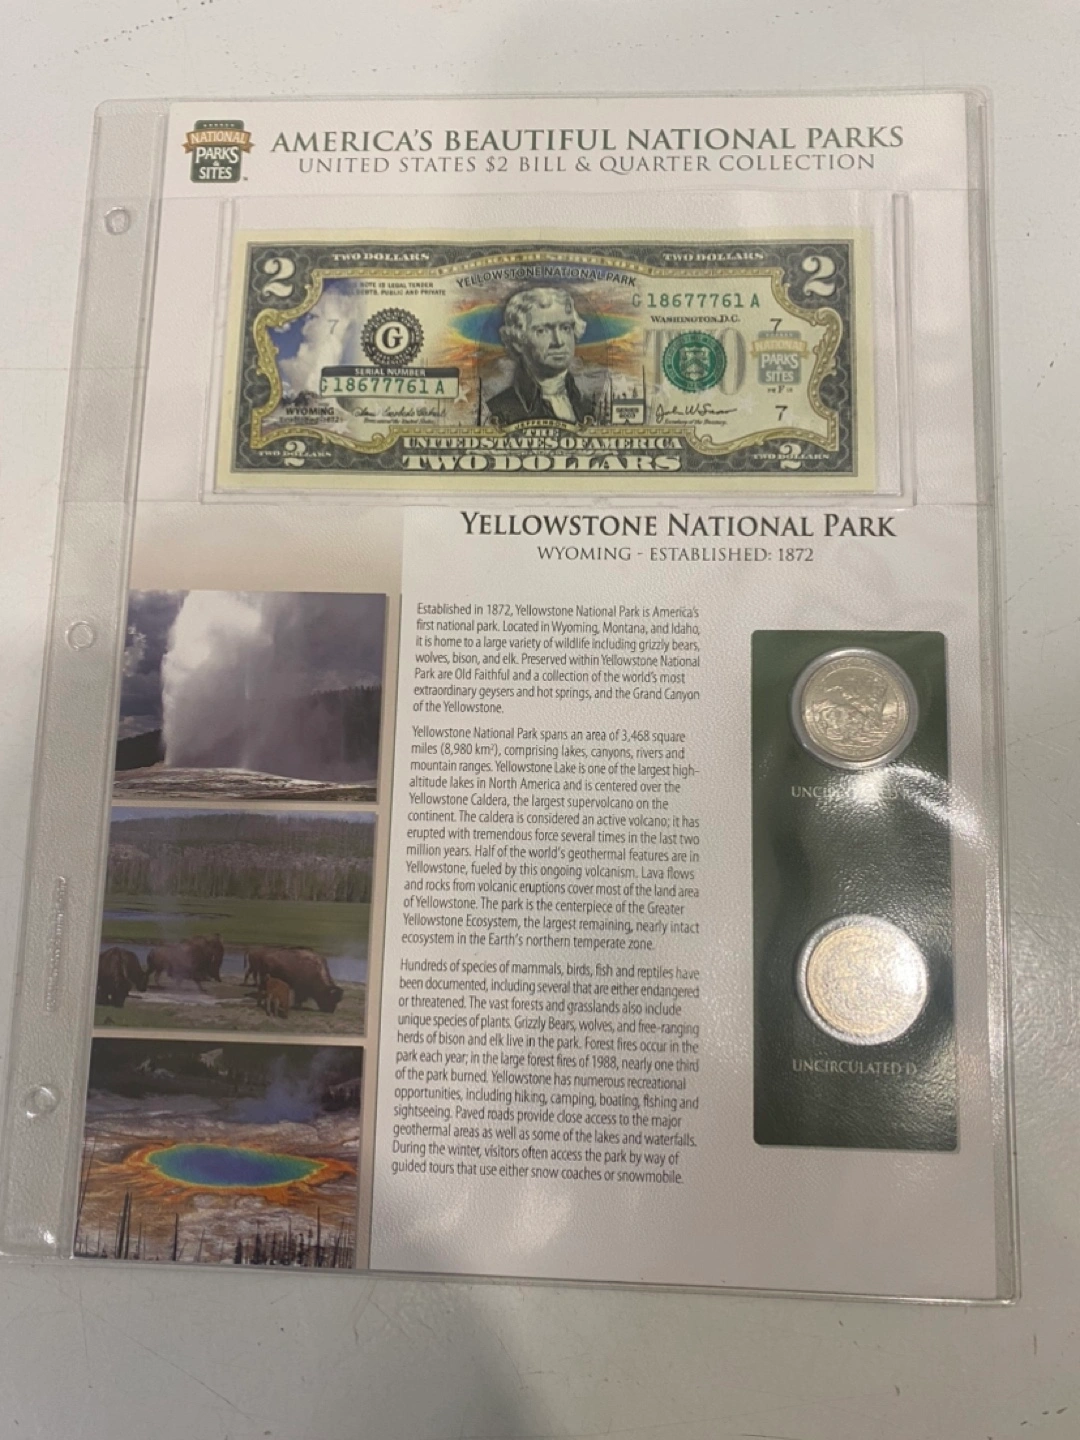 NATIONAL
PARKS
&
SITES
AMERICA'S BEAUTIFUL NATIONAL PARKS
UNITED STATES $2 BILL & QUARTER COLLECTION
2
TWO DOLLARS
TWO DOLLARS
2
YELLOWSTONE NATIONAL PARK
NOTE IS LEGAL TENDER
DEBTS, PUBLIC AND PRIVATE
G 18677761 A
WASHINGTON, D.C.
7
7
G
NATIONAL
PARKS
&
SITES
SERIAL NUMBER
G 18677761 A
WYOMING
SERIES
2003
7
JEFFERSON
THE
UNITED STATES OF AMERICA
TWO DOLLARS
2
TWO DOLLARS
2
TWO DOLLARS
YELLOWSTONE NATIONAL PARK
WYOMING - ESTABLISHED: 1872
Established in 1872, Yellowstone National Park is America's
first national park. Located in Wyoming, Montana, and Idaho,
it is home to a large variety of wildlife including grizzly bears,
wolves, bison, and elk. Preserved within Yellowstone National
Park are Old Faithful and a collection of the world's most
extraordinary geysers and hot springs, and the Grand Canyon
of the Yellowstone.
Yellowstone National Park spans an area of 3,468 square
miles (8,980 km²), comprising lakes, canyons, rivers and
mountain ranges. Yellowstone Lake is one of the largest high-
altitude lakes in North America and is centered over the
Yellowstone Caldera, the largest supervolcano on the
continent. The caldera is considered an active volcano; it has
erupted with tremendous force several times in the last two
million years. Half of the world's geothermal features are in
Yellowstone, fueled by this ongoing volcanism. Lava flows
and rocks from volcanic eruptions cover most of the land area
of Yellowstone. The park is the centerpiece of the Greater
Yellowstone Ecosystem, the largest remaining, nearly intact
ecosystem in the Earth's northern temperate zone.
Hundreds of species of mammals, birds, fish and reptiles have
been documented, including several that are either endangered
or threatened. The vast forests and grasslands also include
unique species of plants. Grizzly Bears, wolves, and free-ranging
herds of bison and elk live in the park. Forest fires occur in the
park each year; in the large forest fires of 1988, nearly one third
of the park burned. Yellowstone has numerous recreational
opportunities, including hiking, camping, boating, fishing and
sightseeing. Paved roads provide close access to the major
geothermal areas as well as some of the lakes and waterfalls.
During the winter, visitors often access the park by way of
guided tours that use either snow coaches or snowmobile.
UNCIRCULATED D